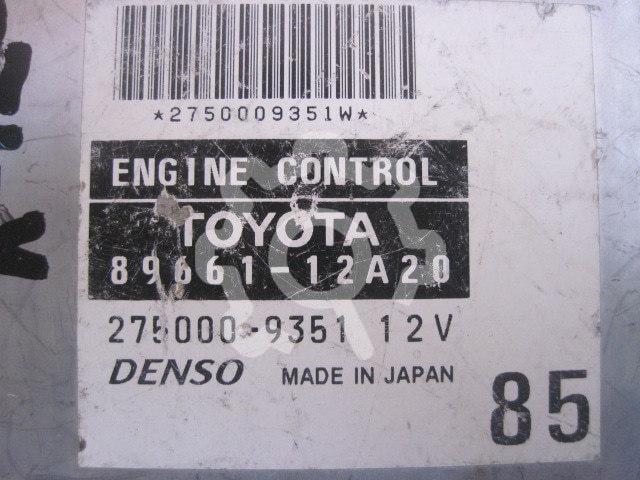 *2750009351W*
ENGINE CONTROL
TOYOTA
89661-12A20
275000-9351 12V
DENSO MADE IN JAPAN
85